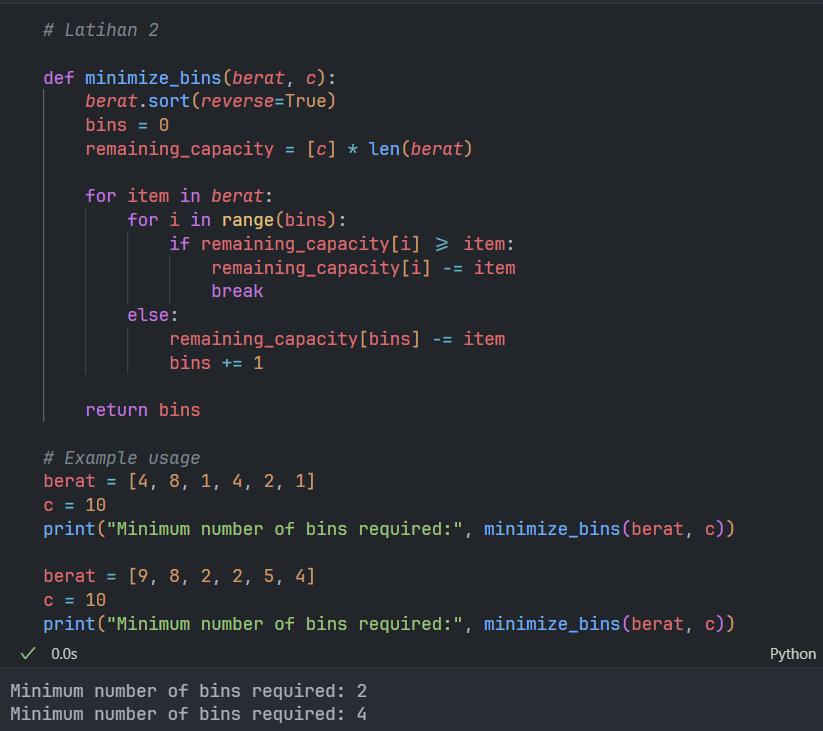 # Latihan 2
def minimize_bins(berat, c):
    berat.sort(reverse=True)
    bins = 0
    remaining_capacity = [c] * len(berat)
    for item in berat:
        for i in range(bins):
            if remaining_capacity[i] ⩾ item:
                remaining_capacity[i] -= item
                break
        else:
            remaining_capacity[bins] -= item
            bins += 1
    return bins
# Example usage
berat = [4, 8, 1, 4, 2, 1]
c = 10
print("Minimum number of bins required:", minimize_bins(berat, c))
berat = [9, 8, 2, 2, 5, 4]
c = 10
print("Minimum number of bins required:", minimize_bins(berat, c))
✓ 0.0s Python
Minimum number of bins required: 2
Minimum number of bins required: 4